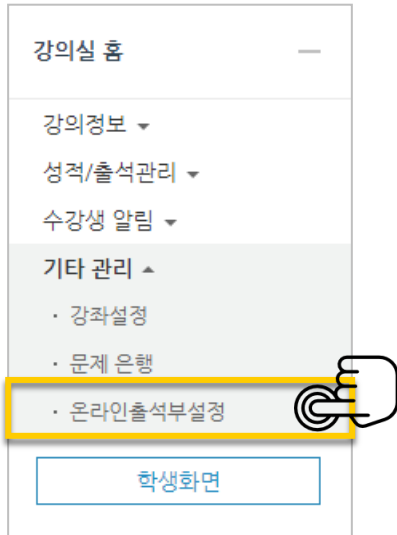 강의실 홈
강의정보
성적/출석관리
수강생 알림
기타 관리
· 강좌설정
· 문제 은행
· 온라인출석부설정
학생화면